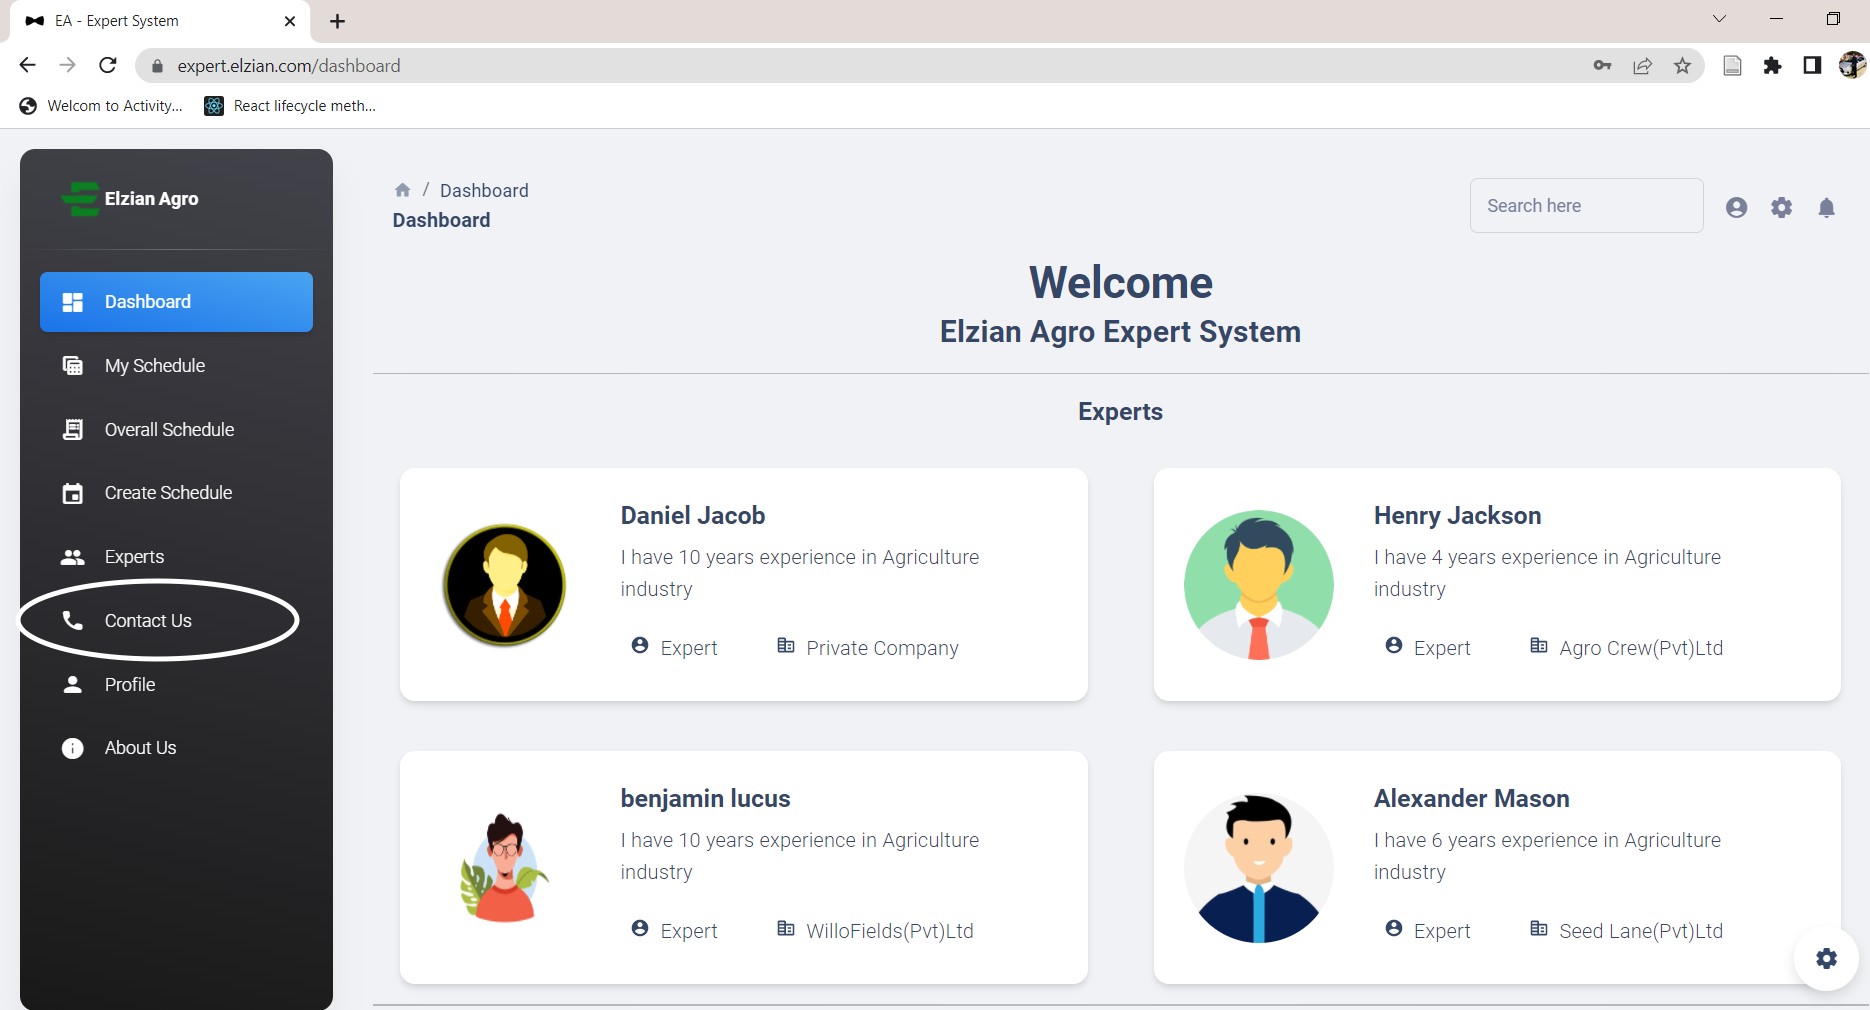 EA - Expert System
expert.elzian.com/dashboard
Welcom to Activity...
React lifecycle meth...
Elzian Agro
Dashboard
My Schedule
Overall Schedule
Create Schedule
Experts
Contact Us
Profile
About Us
/ Dashboard
Dashboard
Search here
Welcome
Elzian Agro Expert System
Experts
Daniel Jacob
I have 10 years experience in Agriculture
industry
Expert
Private Company
Henry Jackson
I have 4 years experience in Agriculture
industry
Expert
Agro Crew(Pvt)Ltd
benjamin lucus
I have 10 years experience in Agriculture
industry
Expert
WilloFields(Pvt)Ltd
Alexander Mason
I have 6 years experience in Agriculture
industry
Expert
Seed Lane(Pvt)Ltd